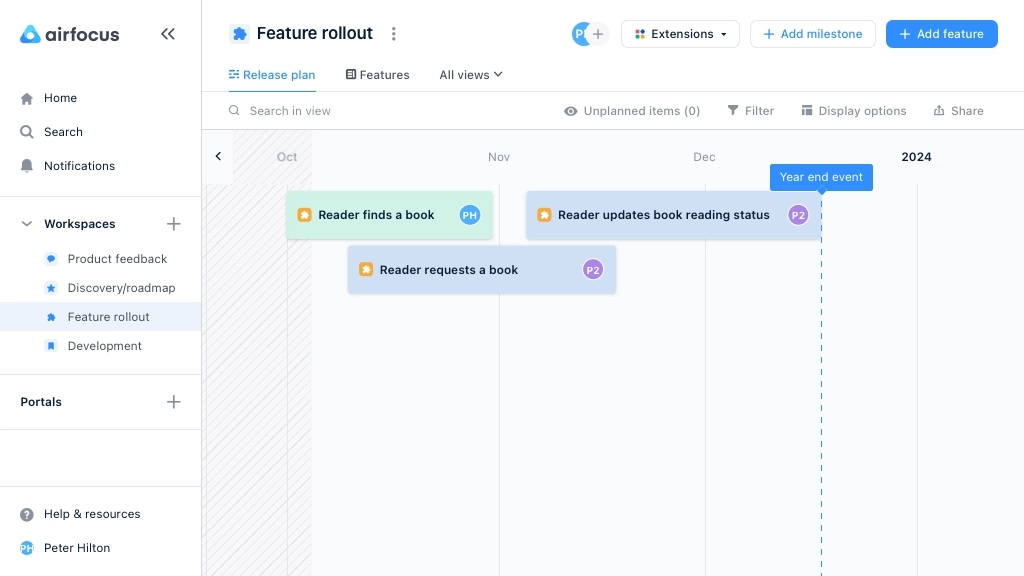 airfocus
Feature rollout
PH
Extensions
Add milestone
Add feature
Release plan
Features
All views
Search in view
Unplanned items (0)
Filter
Display options
Share
Home
Search
Notifications
Workspaces
Product feedback
Discovery/roadmap
Feature rollout
Development
Portals
Help & resources
PH Peter Hilton
Oct
Nov
Dec
2024
Year end event
Reader finds a book PH
Reader updates book reading status P2
Reader requests a book P2